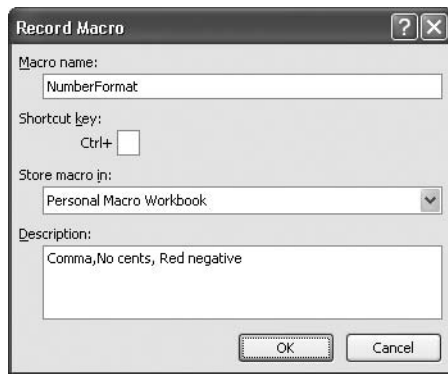 Record Macro
Macro name:
NumberFormat
Shortcut key:
Ctrl+
Store macro in:
Personal Macro Workbook
Description:
Comma,No cents, Red negative
OK Cancel